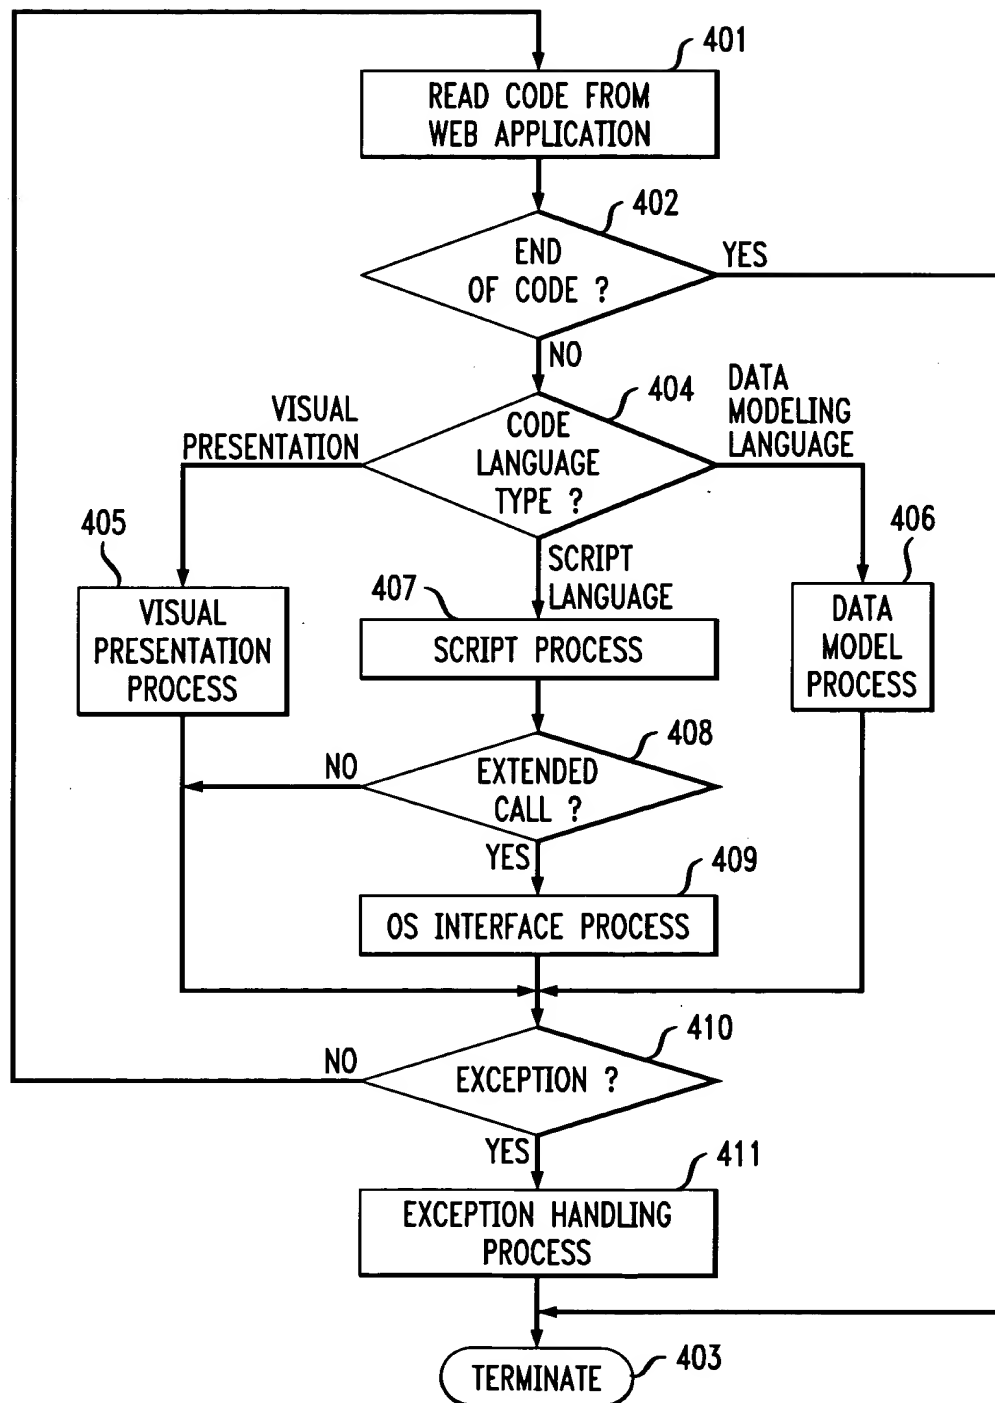 401
READ CODE FROM
WEB APPLICATION
402
END
OF CODE ?
YES
NO
404
CODE
LANGUAGE
TYPE ?
VISUAL
PRESENTATION
DATA
MODELING
LANGUAGE
SCRIPT
LANGUAGE
405
VISUAL
PRESENTATION
PROCESS
407
SCRIPT PROCESS
406
DATA
MODEL
PROCESS
408
EXTENDED
CALL ?
NO
YES
409
OS INTERFACE PROCESS
410
EXCEPTION ?
NO
YES
411
EXCEPTION HANDLING
PROCESS
TERMINATE
403